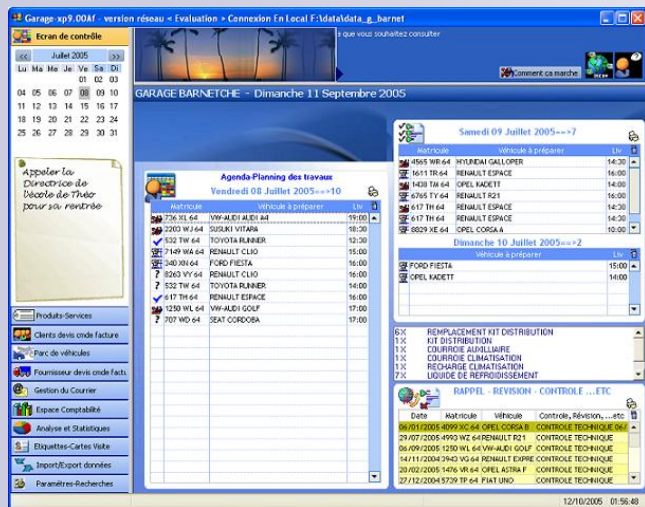 Garage-xp9.00Af - version réseau < Evaluation > Connexion En Local F:\data\data_g_barnet
Ecran de contrôle
<< Juillet 2005 >>
Lu Ma Me Je Ve Sa Di
01 02 03
04 05 06 07 08 09 10
11 12 13 14 15 16 17
18 19 20 21 22 23 24
25 26 27 28 29 30 31
Appeler la
Directrice de
l'école de Théo
pour sa rentrée
Produits-Services
Clients devis cmde facture
Parc de véhicules
Fournisseur devis cmde factu
Gestion du Courrier
Espace Comptabilité
Analyse et Statistiques
Etiquettes-Cartes Visite
Import/Export données
Paramètres-Recherches
s que vous souhaitez consulter
Comment ca marche
GARAGE BARNETCHE - Dimanche 11 Septembre 2005
Agenda-Planning des travaux
Vendredi 08 Juillet 2005==>10
Matricule Véhicule à préparer Liv
736 XL 64 VW-AUDI AUDI A4 19:00
2203 WJ 64 SUSUKI VITARA 18:30
532 TW 64 TOYOTA RUNNER 12:30
7149 WA 64 RENAULT CLIO 15:00
340 XN 64 FORD FIESTA 16:00
? 8263 VY 64 RENAULT CLIO 16:00
? 532 TW 64 TOYOTA RUNNER 14:00
617 TH 64 RENAULT ESPACE 16:00
1250 WL 64 VW-AUDI GOLF 17:00
? 707 WD 64 SEAT CORDOBA 17:00
Samedi 09 Juillet 2005==>7
Matricule Véhicule à préparer Liv
4565 WR 64 HYUNDAI GALLOPER 14:30
1611 TR 64 RENAULT ESPACE 16:00
1408 TM 64 OPEL KADETT 14:00
6765 TY 64 RENAULT R21 16:00
617 TH 64 RENAULT ESPACE 14:30
? 617 TH 64 RENAULT ESPACE 14:30
? 8829 XE 64 OPEL CORSA A 10:00
Dimanche 10 Juillet 2005==>2
Véhicule à préparer Liv
FORD FIESTA 15:00
OPEL KADETT 14:00
6X REMPLACEMENT KIT DISTRIBUTION
1X KIT DISTRIBUTION
1X COURROIE AUXILLIAIRE
1X COURROIE CLIMATISATION
1X RECHARGE CLIMATISATION
7X LIQUIDE DE REFROIDISSEMENT
RAPPEL - REVISION - CONTROLE ...ETC
Date Matricule Véhicule Controle, Révision, ...etc
06/01/2005 4099 XC 64 OPEL CORSA B CONTROLE TECHNIQUE 06/
29/07/2005 4993 WZ 64 RENAULT R21 CONTROLE TECHNIQUE
06/09/2005 1250 WL 64 VW-AUDI GOLF CONTROLE TECHNIQUE
14/11/2004 3943 VG 64 RENAULT EXPRE CONTROLE TECHNIQUE
20/02/2005 1476 VR 64 OPEL ASTRA F CONTROLE TECHNIQUE
27/12/2004 5739 TP 64 FIAT UNO CONTROLE TECHNIQUE
12/10/2005 01:56:48